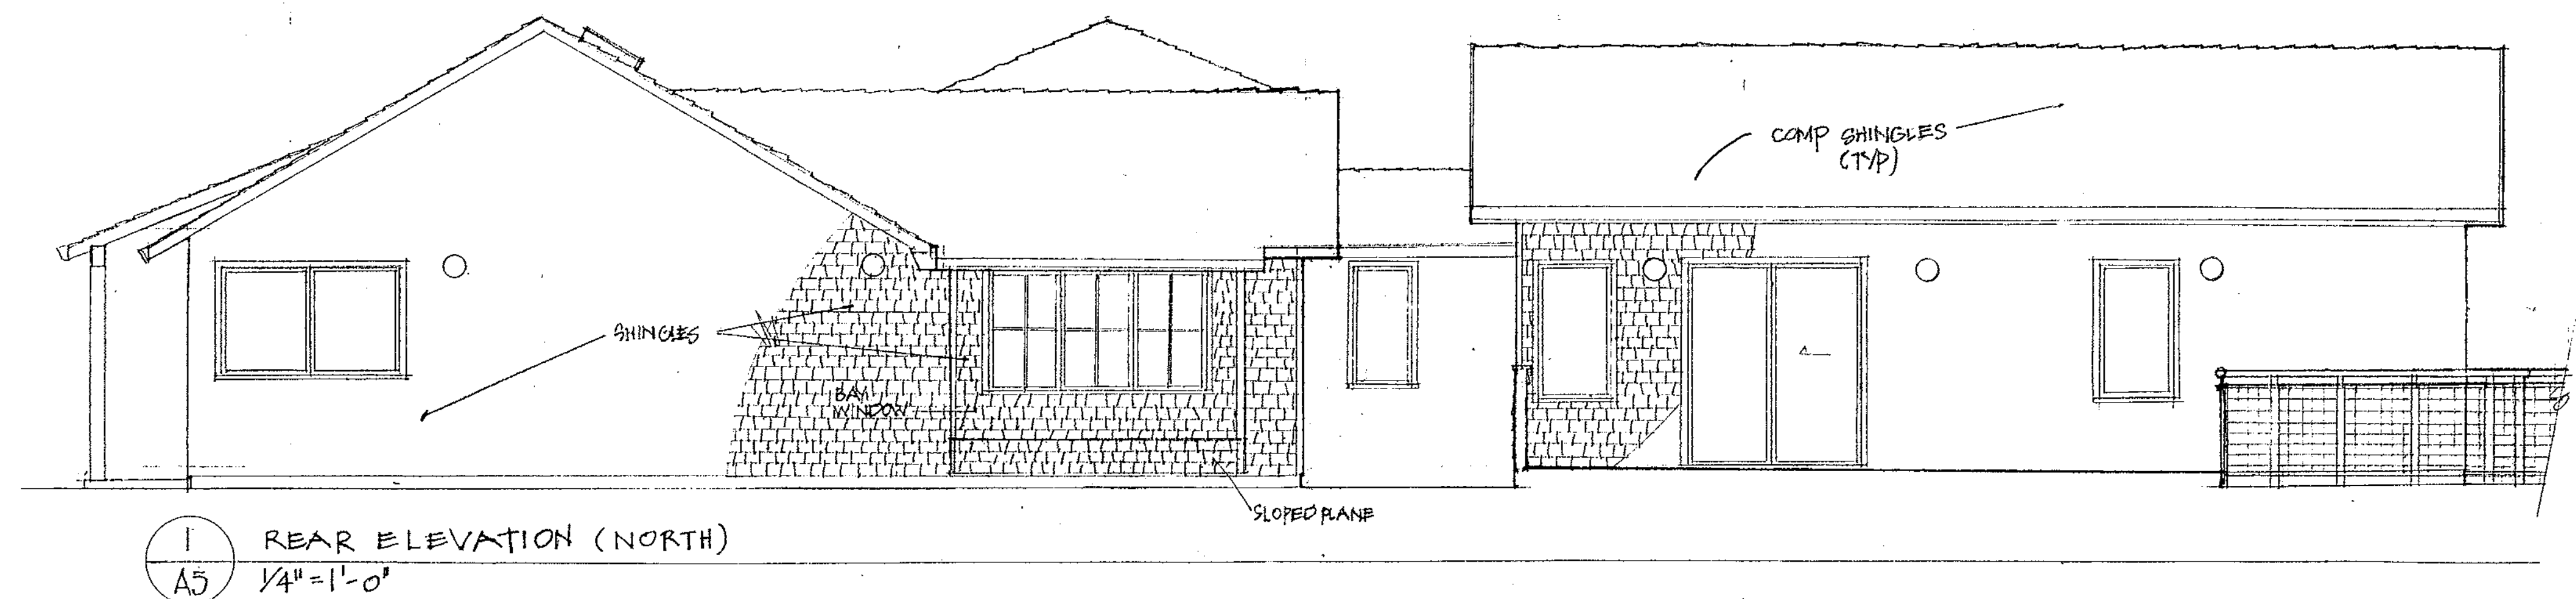 COMP SHINGLES
(TYP)
SHINGLES
BAY
WINDOW
SLOPED PLANE
1
A5
REAR ELEVATION (NORTH)
1/4"=1'-0"